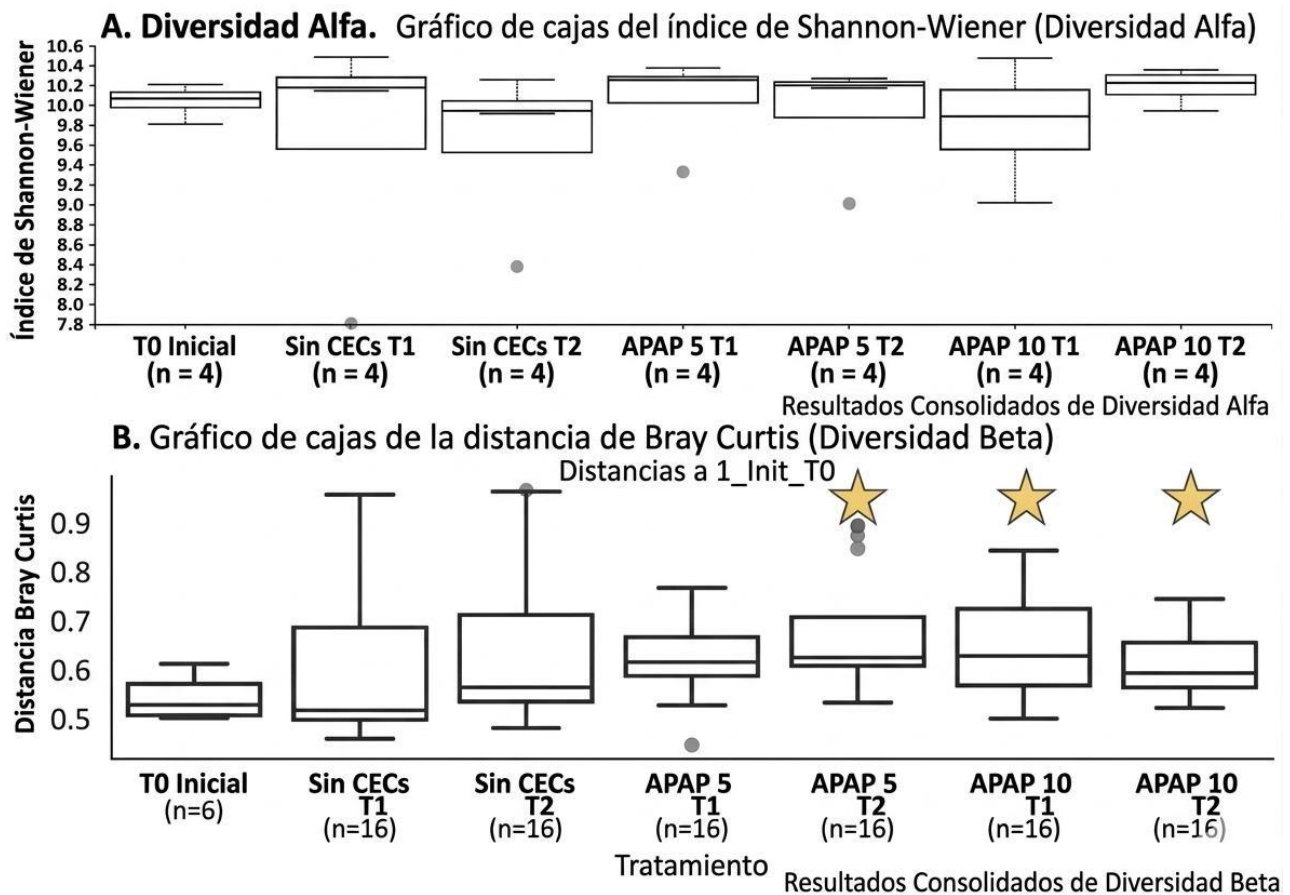 A. Diversidad Alfa. Gráfico de cajas del índice de Shannon-Wiener (Diversidad Alfa)
Índice de Shannon-Wiener
10.6
10.4
10.2
10.0
9.8
9.6
9.4
9.2
9.0
8.8
8.6
8.4
8.2
8.0
7.8
T0 Inicial Sin CECs T1 Sin CECs T2 APAP 5 T1 APAP 5 T2 APAP 10 T1 APAP 10 T2
(n = 4) (n = 4) (n = 4) (n = 4) (n = 4) (n = 4) (n = 4)
Resultados Consolidados de Diversidad Alfa
B. Gráfico de cajas de la distancia de Bray Curtis (Diversidad Beta)
Distancias a 1_Init_T0
Distancia Bray Curtis
0.9
0.8
0.7
0.6
0.5
T0 Inicial Sin CECs Sin CECs APAP 5 APAP 5 APAP 10 APAP 10
T1 T2 T1 T2 T1 T2
(n=6) (n=16) (n=16) (n=16) (n=16) (n=16) (n=16)
Tratamiento
Resultados Consolidados de Diversidad Beta